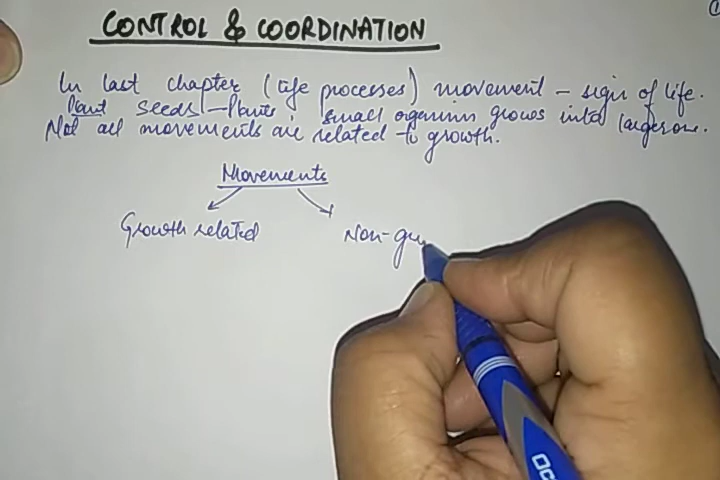 CONTROL & COORDINATION
In last chapter (life processes) movement - sign of life.
Plant seeds - Plants small organism grows into larger one.
Not all movements are related to growth.
Movements
Growth related Non-gr